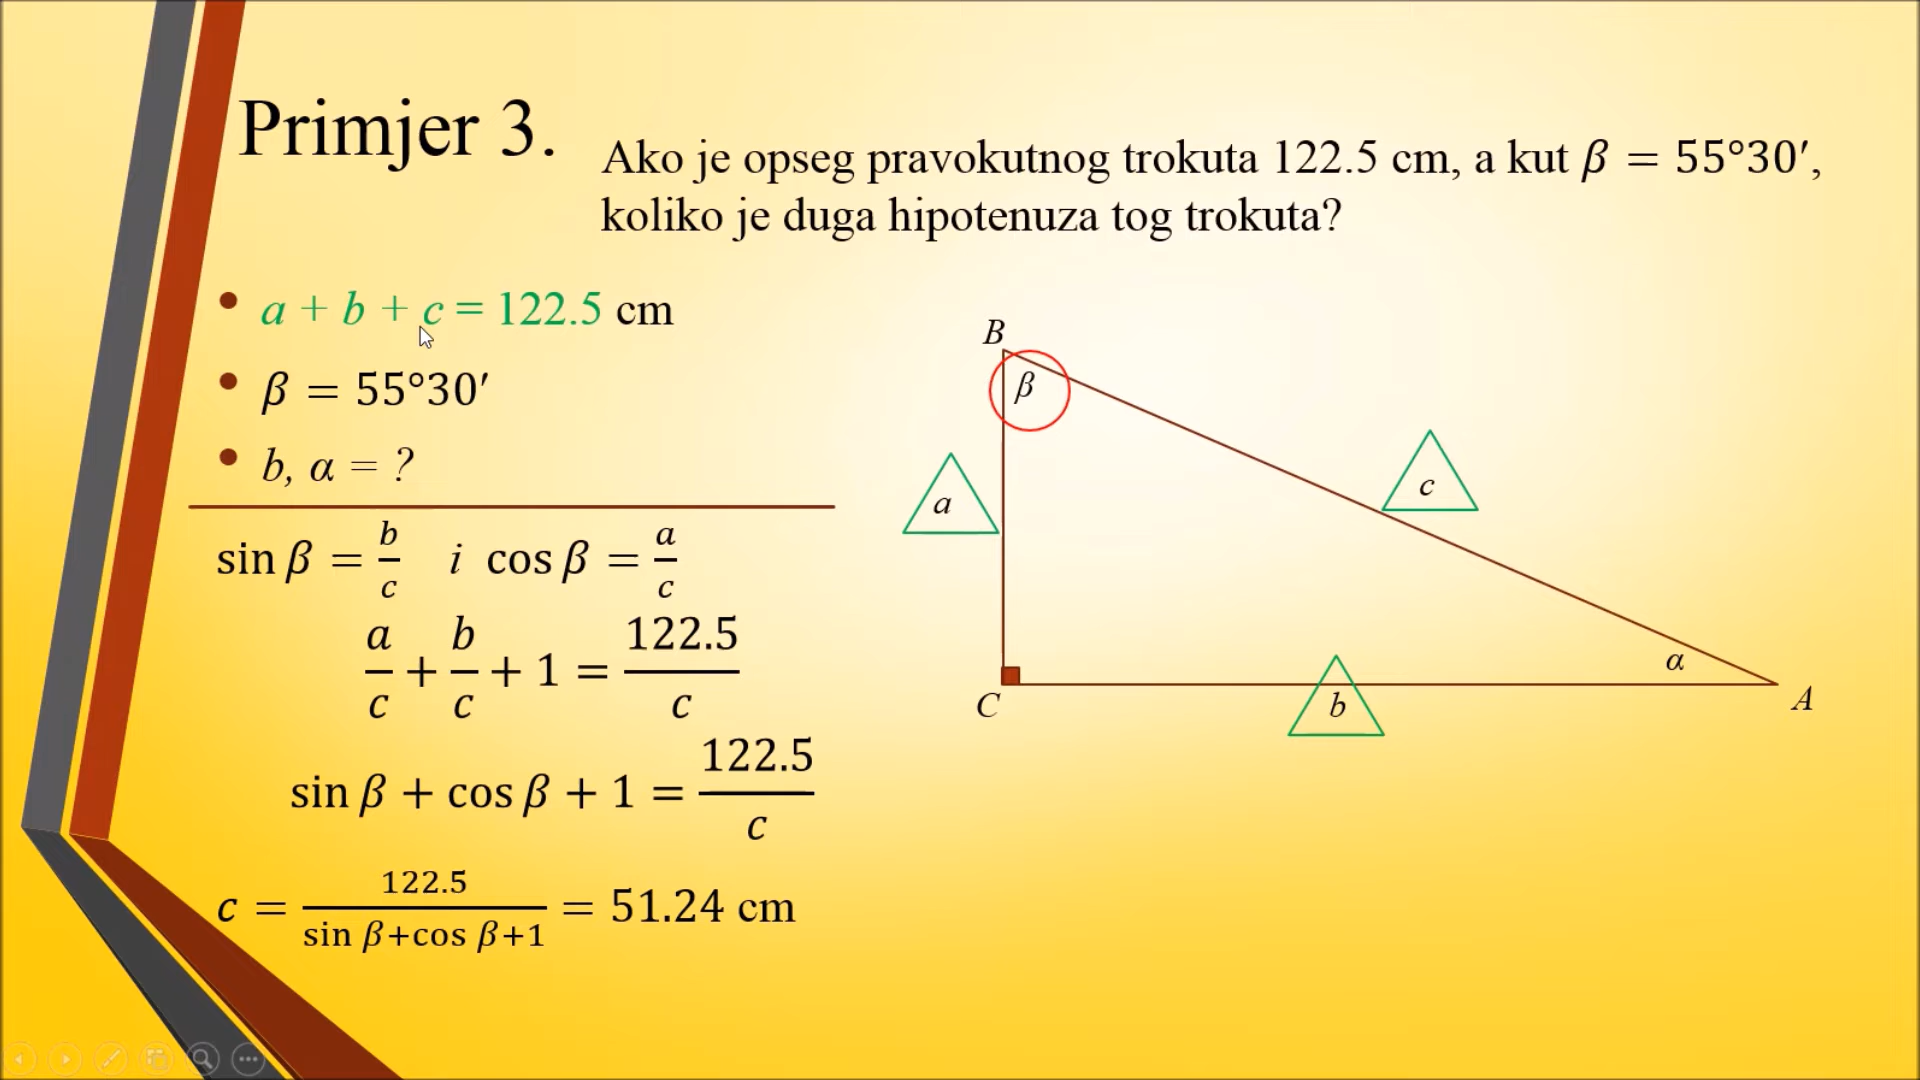 Primjer 3.
Ako je opseg pravokutnog trokuta 122.5 cm, a kut β = 55°30′,
koliko je duga hipotenuza tog trokuta?
• a + b + c = 122.5 cm
• β = 55°30′
• b, α = ?
sin β = b/c i cos β = a/c
a/c + b/c + 1 = 122.5/c
sin β + cos β + 1 = 122.5/c
c = 122.5/(sin β+cos β+1) = 51.24 cm
B
β
a
c
α
C
b
A